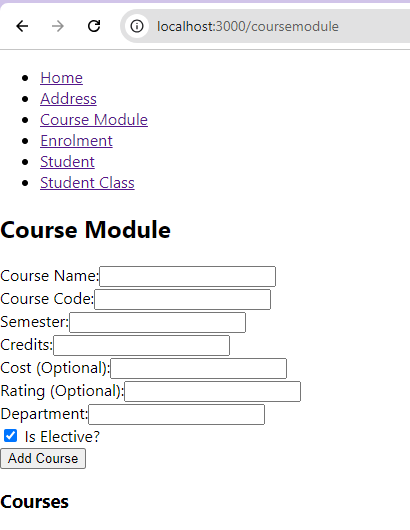 localhost:3000/coursemodule
Home
Address
Course Module
Enrolment
Student
Student Class
Course Module
Course Name:
Course Code:
Semester:
Credits:
Cost (Optional):
Rating (Optional):
Department:
Is Elective?
Add Course
Courses